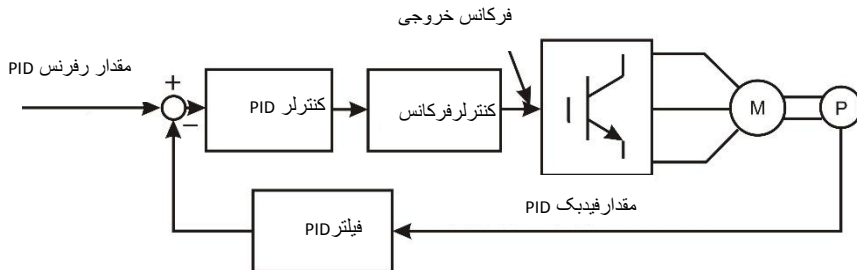 فرکانس خروجی
مقدار رفرنس PID
+
−
کنترلر PID
کنترلرفرکانس
M
P
مقدارفیدبک PID
فیلترPID